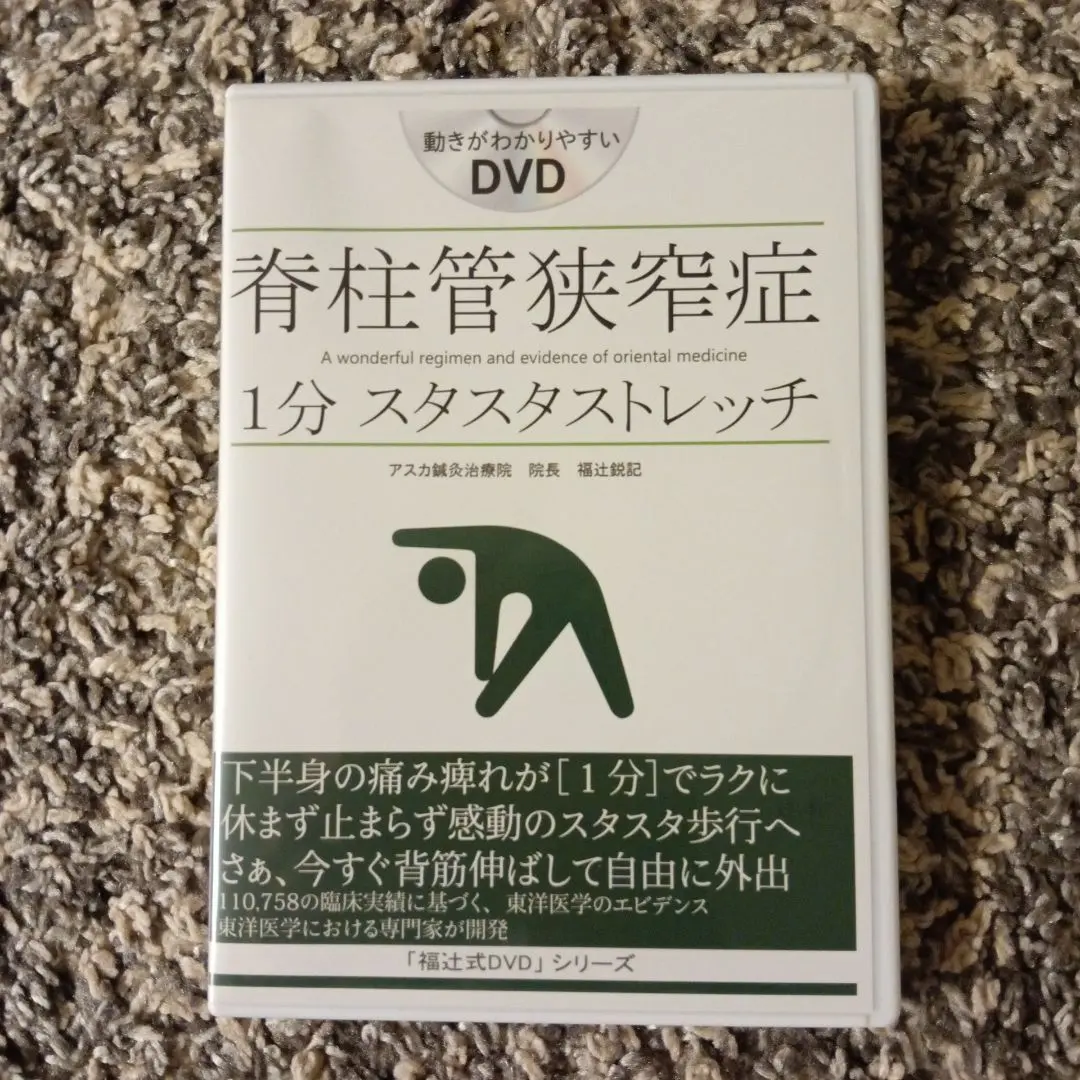 動きがわかりやすい
DVD
脊柱管狭窄症
A wonderful regimen and evidence of oriental medicine
1分 スタスタストレッチ
アスカ鍼灸治療院　院長　福辻鋭記
下半身の痛み痺れが[1分]でラクに
休まず止まらず感動のスタスタ歩行へ
さぁ、今すぐ背筋伸ばして自由に外出
110,758の臨床実績に基づく、東洋医学のエビデンス
東洋医学における専門家が開発
「福辻式DVD」シリーズ